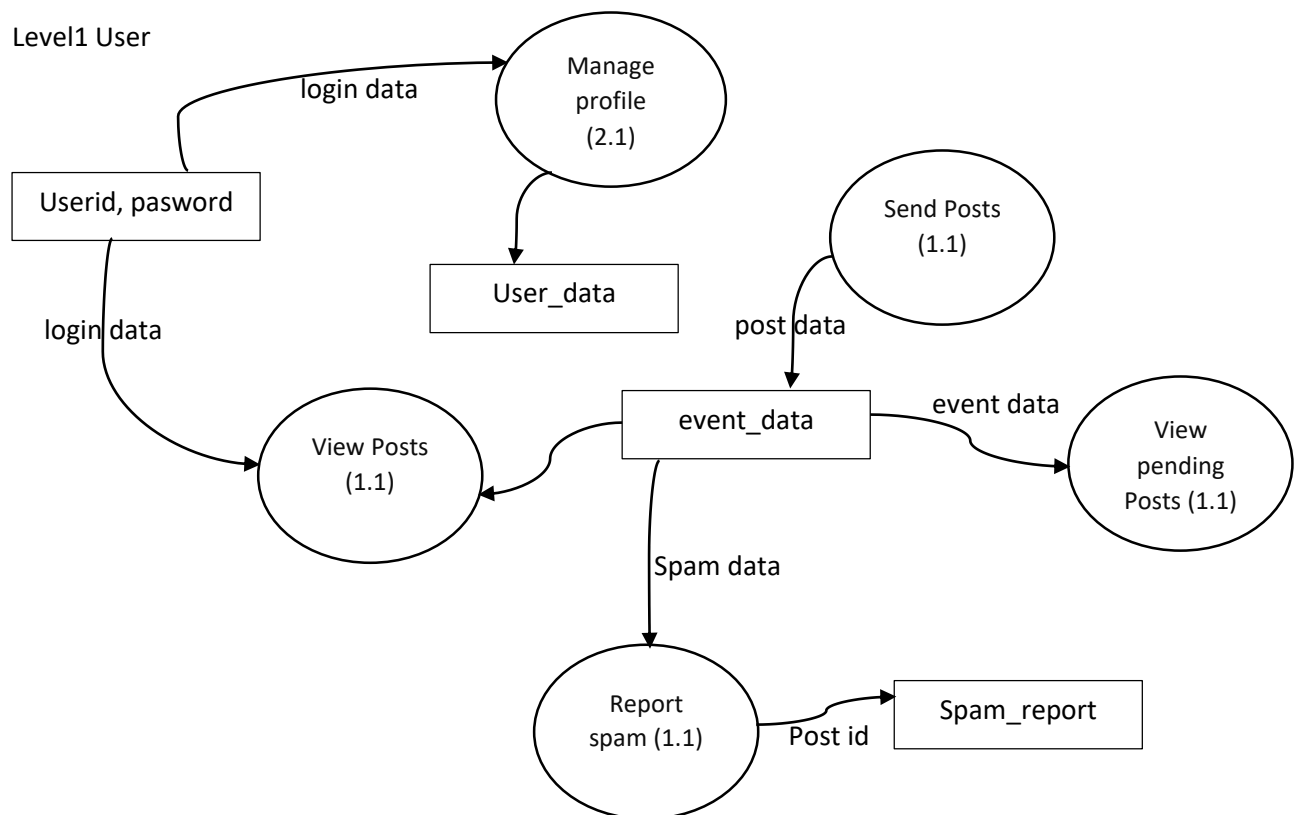 Level1 User
Manage
profile
(2.1)
login data
Userid, pasword
Send Posts
(1.1)
User_data
login data
post data
event_data
event data
View Posts
(1.1)
View
pending
Posts (1.1)
Spam data
Report
spam (1.1)
Spam_report
Post id